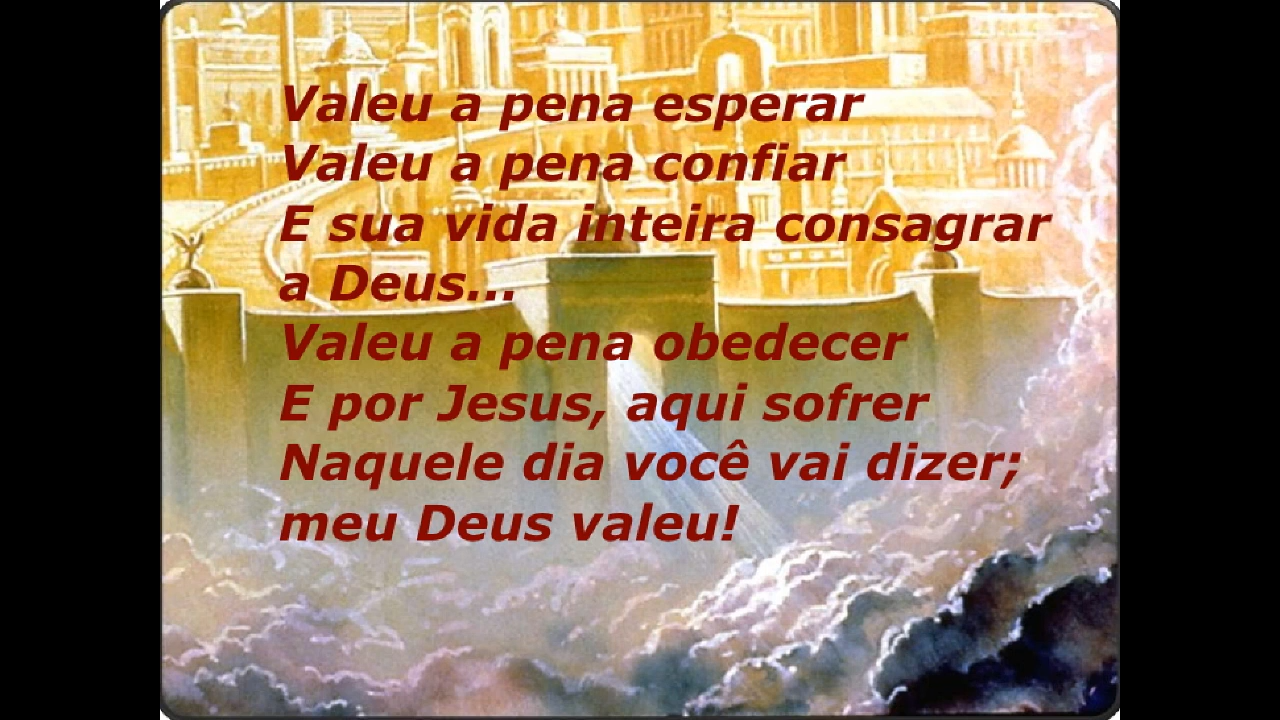 Valeu a pena esperar
Valeu a pena confiar
E sua vida inteira consagrar
a Deus...
Valeu a pena obedecer
E por Jesus, aqui sofrer
Naquele dia você vai dizer;
meu Deus valeu!